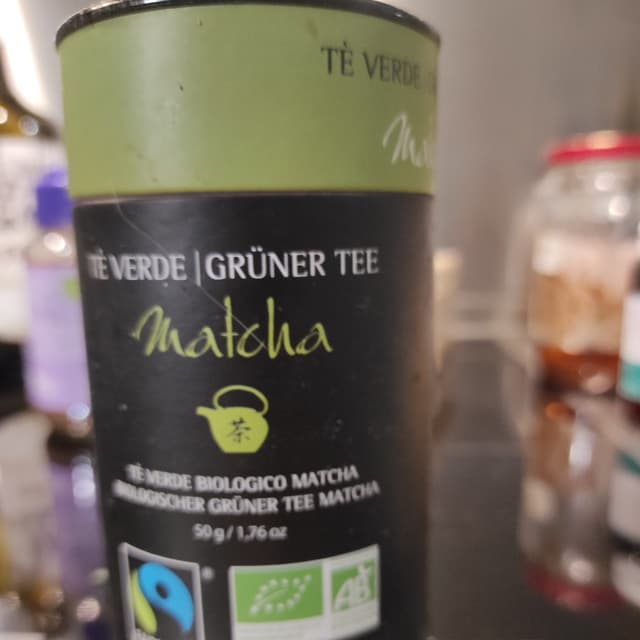 TÈ VERDE
TÈ VERDE | GRÜNER TEE
matcha
茶
TÈ VERDE BIOLOGICO MATCHA
BIOLOGISCHER GRÜNER TEE MATCHA
50 g / 1,76 oz
AB